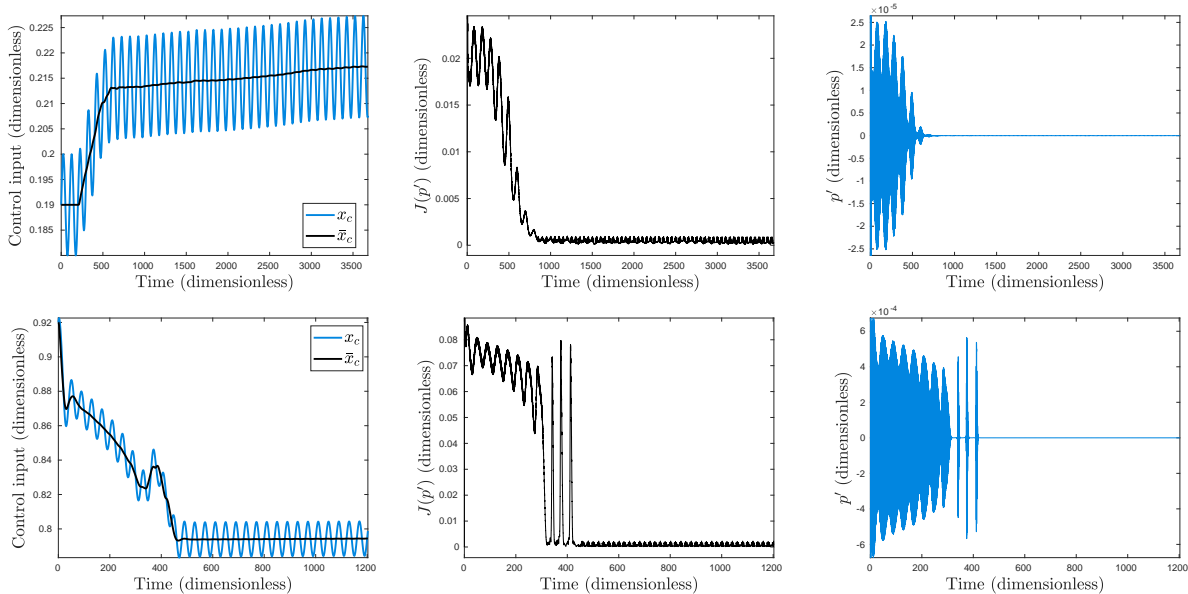 Control input (dimensionless)
0.225
0.22
0.215
0.21
0.205
0.2
0.195
0.19
0.185
0 500 1000 1500 2000 2500 3000 3500
Time (dimensionless)
x_c
x̄_c
J(p′) (dimensionless)
0.02
0.015
0.01
0.005
0
0 500 1000 1500 2000 2500 3000 3500
Time (dimensionless)
×10⁻⁵
p′ (dimensionless)
2.5
2
1.5
1
0.5
0
-0.5
-1
-1.5
-2
-2.5
0 500 1000 1500 2000 2500 3000 3500
Time (dimensionless)
Control input (dimensionless)
0.92
0.9
0.88
0.86
0.84
0.82
0.8
0 200 400 600 800 1000 1200
Time (dimensionless)
x_c
x̄_c
J(p′) (dimensionless)
0.08
0.07
0.06
0.05
0.04
0.03
0.02
0.01
0
0 200 400 600 800 1000 1200
Time (dimensionless)
×10⁻⁴
p′ (dimensionless)
6
4
2
0
-2
-4
-6
0 200 400 600 800 1000 1200
Time (dimensionless)